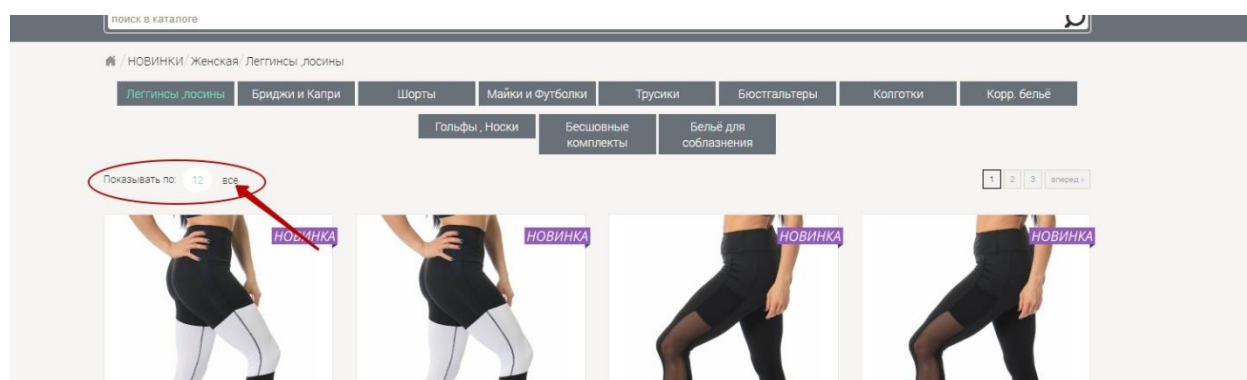 поиск в каталоге
/ НОВИНКИ/ Женская/ Леггинсы ,лосины
Леггинсы ,лосины Бриджи и Капри Шорты Майки и Футболки Трусики Бюстгальтеры Колготки Корр. бельё
Гольфы , Носки Бесшовные комплекты Бельё для соблазнения
Показывать по: 12 все 1 2 3 вперед »
НОВИНКА НОВИНКА НОВИНКА НОВИНКА